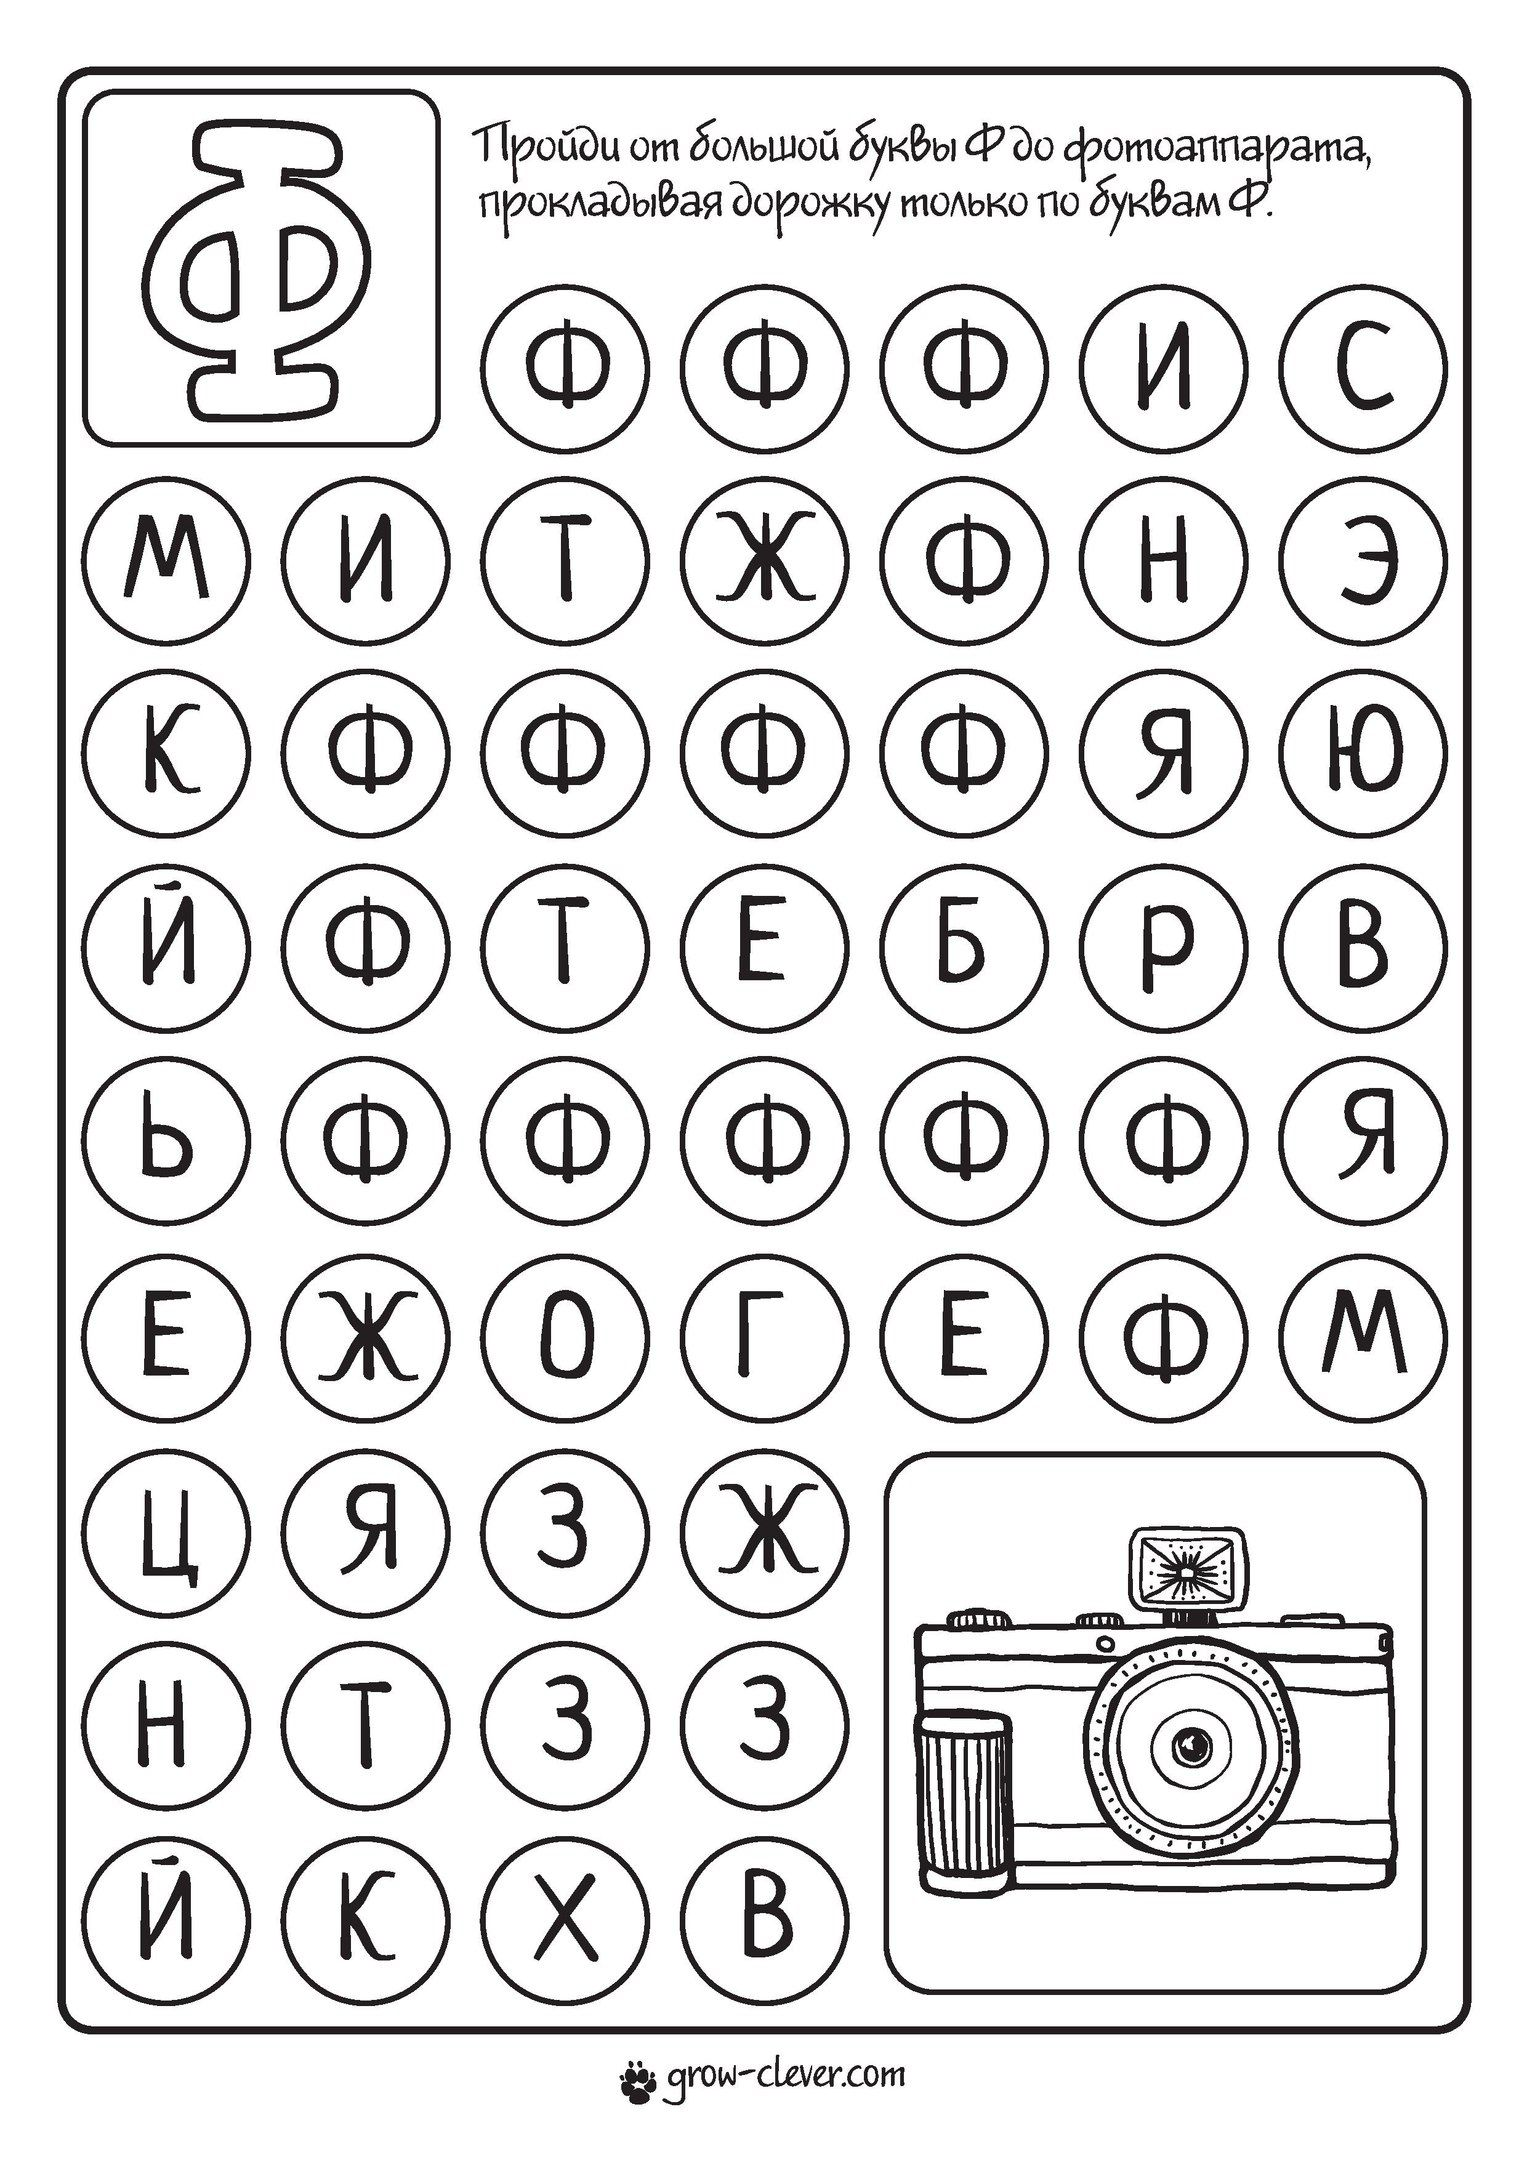 Ф
Пройди от большой буквы Ф до фотоаппарата,
прокладывая дорожку только по буквам Ф.
Ф Ф Ф И С
М И Т Ж Ф Н Э
К Ф Ф Ф Ф Я Ю
Й Ф Т Е Б Р В
Ь Ф Ф Ф Ф Ф Я
Е Ж О Г Е Ф М
Ц Я З Ж
Н Т З З
Й К Х В
grow-clever.com